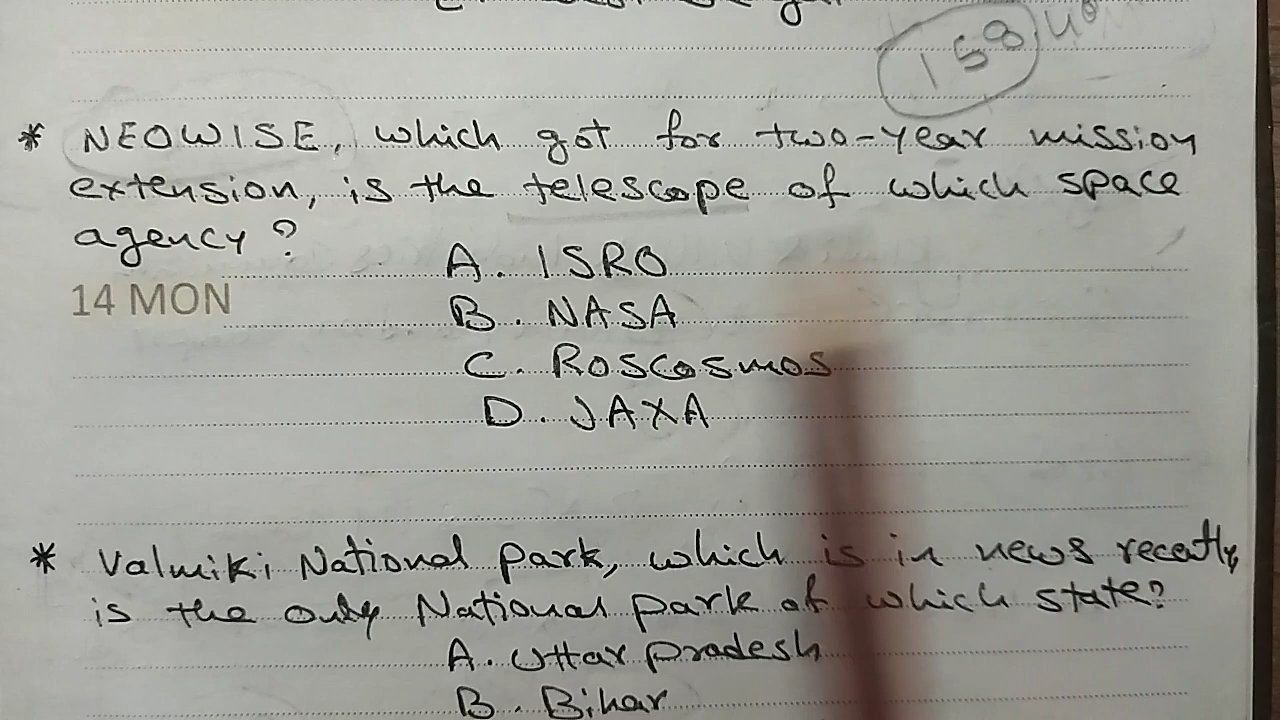 158
* NEOWISE, which got for two-year mission
extension, is the telescope of which space
agency?
A. ISRO
14 MON
B. NASA
C. Roscosmos
D. JAXA
* Valmiki National park, which is in news recently,
is the only National park of which state?
A. Uttar pradesh
B. Bihar